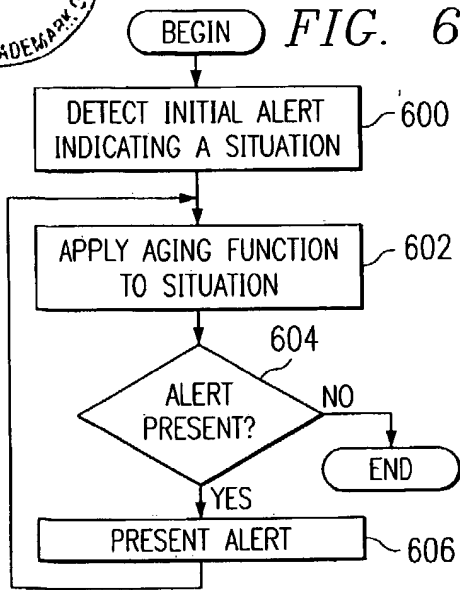 ADEMARK
BEGIN
FIG. 6
DETECT INITIAL ALERT
INDICATING A SITUATION
600
APPLY AGING FUNCTION
TO SITUATION
602
604
ALERT
PRESENT?
NO
END
YES
PRESENT ALERT
606